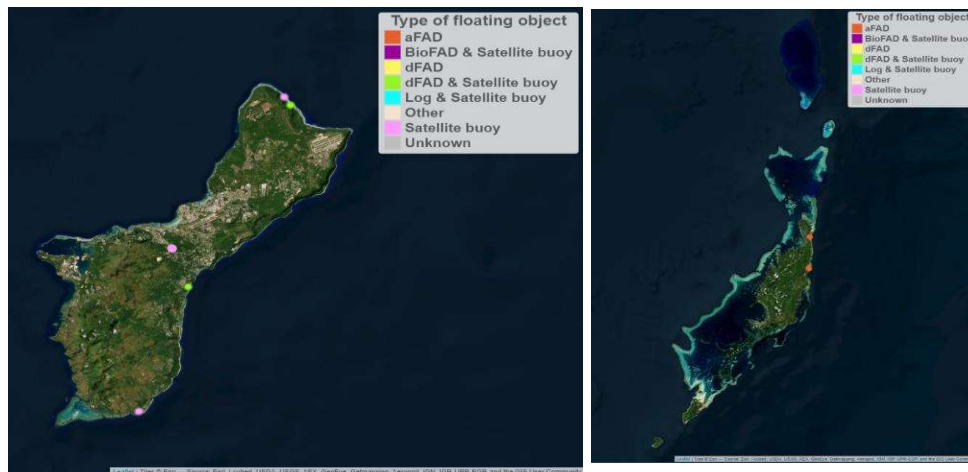 Type of floating object
aFAD
BioFAD & Satellite buoy
dFAD
dFAD & Satellite buoy
Log & Satellite buoy
Other
Satellite buoy
Unknown
Type of floating object
aFAD
BioFAD & Satellite buoy
dFAD
dFAD & Satellite buoy
Log & Satellite buoy
Other
Satellite buoy
Unknown